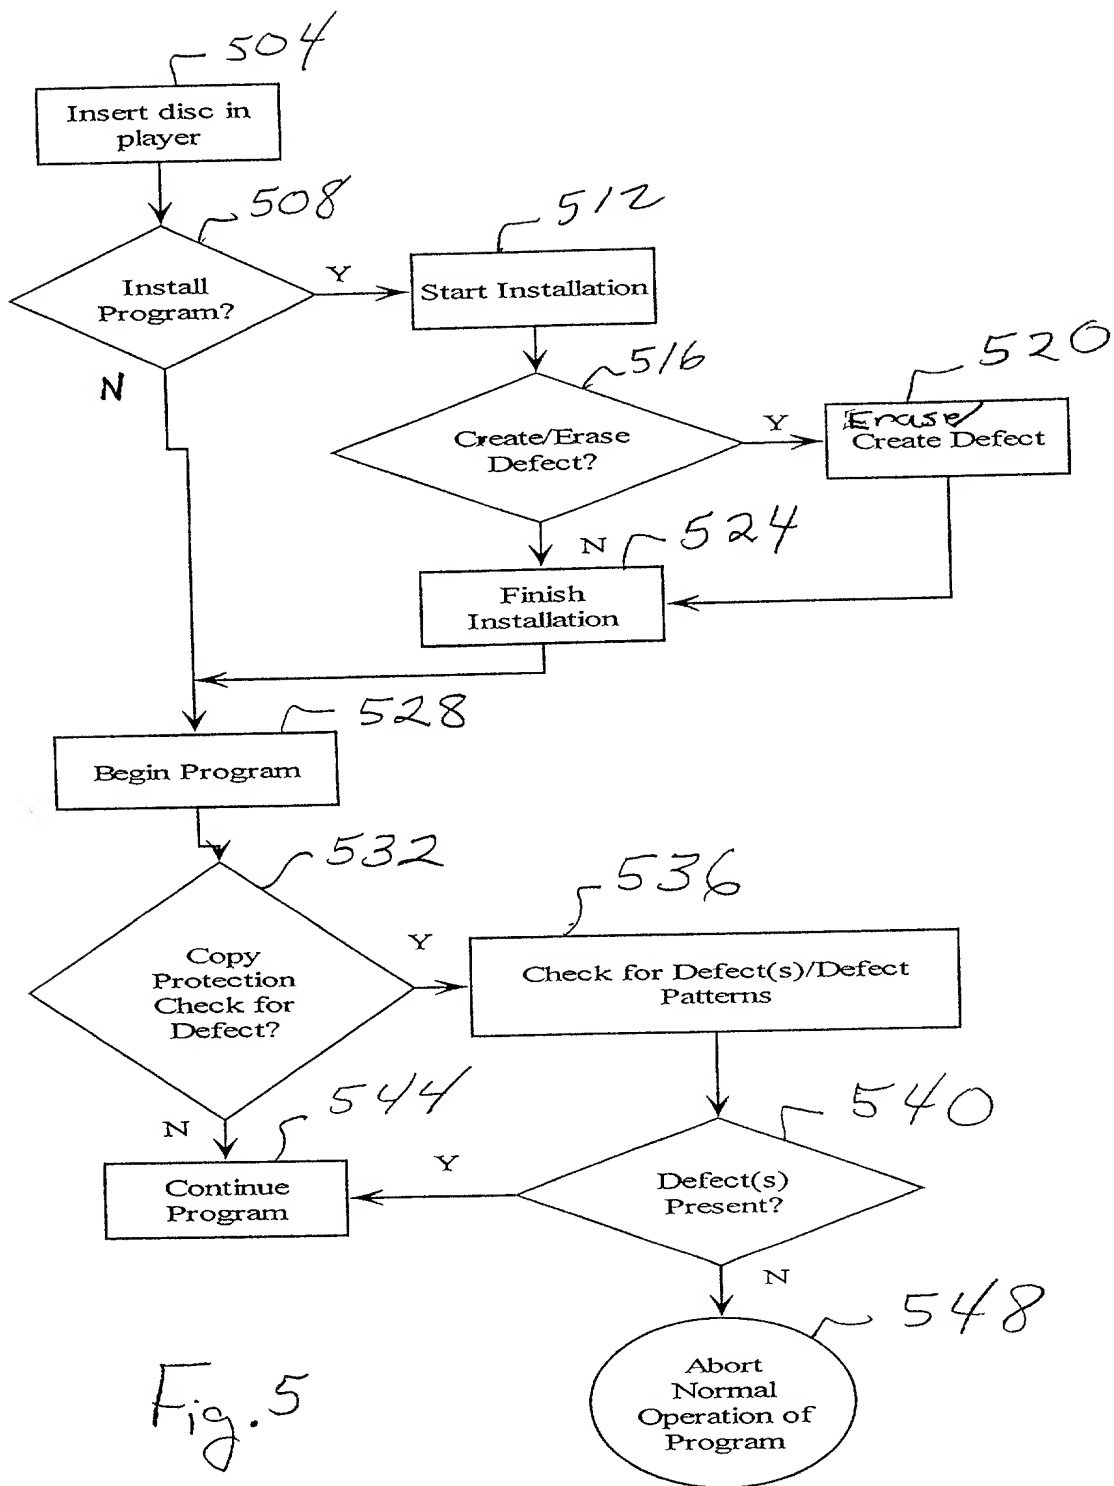 504
Insert disc in
player
508
Install
Program?
Y
N
512
Start Installation
516
Create/Erase
Defect?
Y
N
520
Erase/
Create Defect
524
Finish
Installation
528
Begin Program
532
Copy
Protection
Check for
Defect?
Y
N
536
Check for Defect(s)/Defect
Patterns
540
Defect(s)
Present?
Y
N
544
Continue
Program
548
Abort
Normal
Operation of
Program
Fig. 5